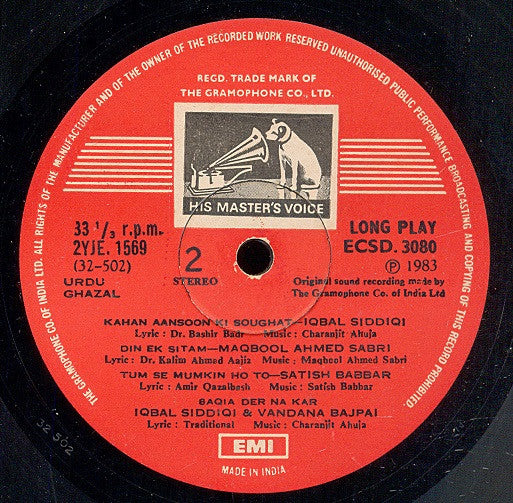 ALL RIGHTS OF THE MANUFACTURER AND OF THE OWNER OF THE RECORDED WORK RESERVED UNAUTHORISED PUBLIC PERFORMANCE BROADCASTING AND COPYING OF THIS RECORD PROHIBITED
THE GRAMOPHONE CO OF INDIA LTD.
REGD. TRADE MARK OF
THE GRAMOPHONE CO., LTD.
HIS MASTER'S VOICE
33 1/3 r.p.m.
2YJE. 1569
(32-502)
URDU
GHAZAL
2
STEREO
LONG PLAY
ECSD. 3080
Ⓟ 1983
Original sound recording made by
The Gramophone Co. of India Ltd
KAHAN AANSOON KI SOUGHAT—IQBAL SIDDIQI
Lyric : Dr. Bashir Badr Music : Charanjit Ahuja
DIN EK SITAM—MAQBOOL AHMED SABRI
Lyric : Dr. Kalim Ahmed Aajiz Music : Maqbool Ahmed Sabri
TUM SE MUMKIN HO TO—SATISH BABBAR
Lyric : Amir Qazalbash Music : Satish Babbar
SAQIA DER NA KAR
IQBAL SIDDIQI & VANDANA BAJPAI
Lyric : Traditional Music : Charanjit Ahuja
EMI
MADE IN INDIA
32 502